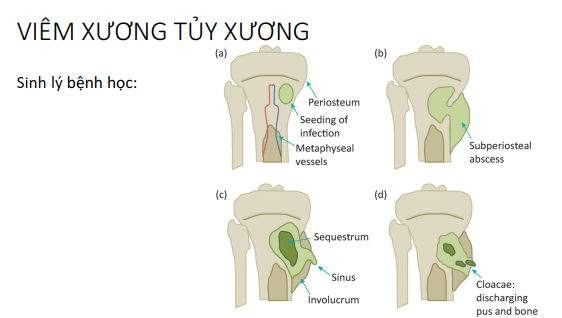 VIÊM XƯƠNG TỦY XƯƠNG
Sinh lý bệnh học:
(a)
Periosteum
Seeding of
infection
Metaphyseal
vessels
(b)
Subperiosteal
abscess
(c)
Sequestrum
Sinus
Involucrum
(d)
Cloacae:
discharging
pus and bone